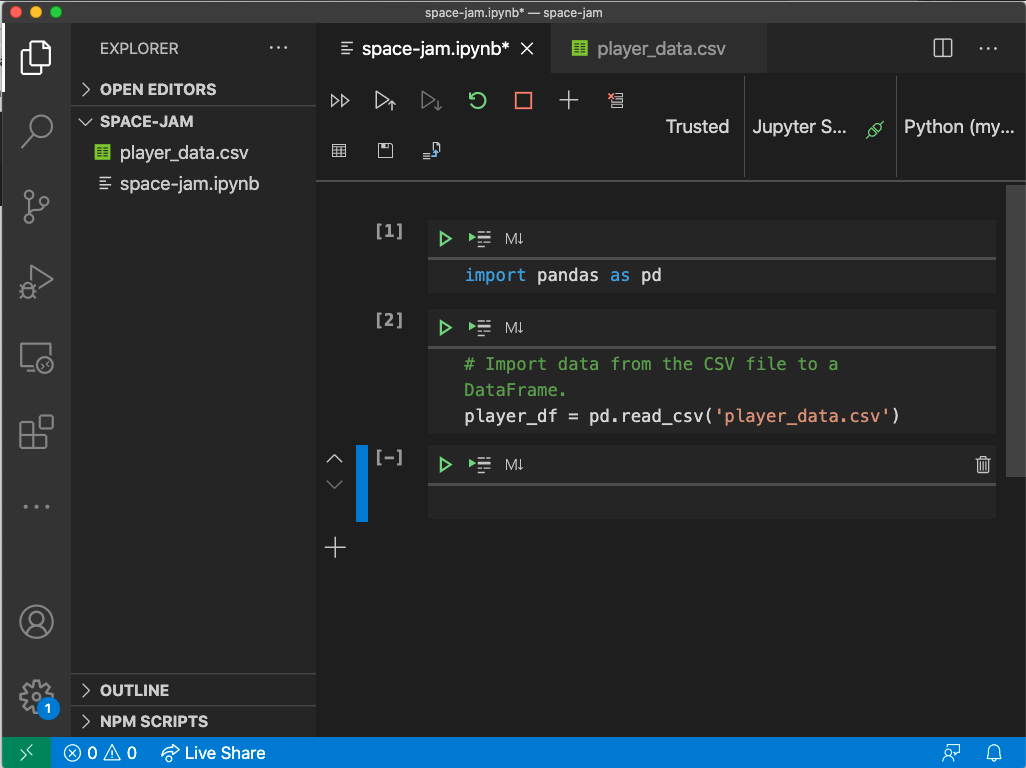 space-jam.ipynb* — space-jam
EXPLORER
OPEN EDITORS
SPACE-JAM
player_data.csv
space-jam.ipynb
OUTLINE
NPM SCRIPTS
space-jam.ipynb*
player_data.csv
Trusted
Jupyter S...
Python (my...
[1]
M↓
import pandas as pd
[2]
M↓
# Import data from the CSV file to a
DataFrame.
player_df = pd.read_csv('player_data.csv')
[-]
M↓
1
0
0
Live Share